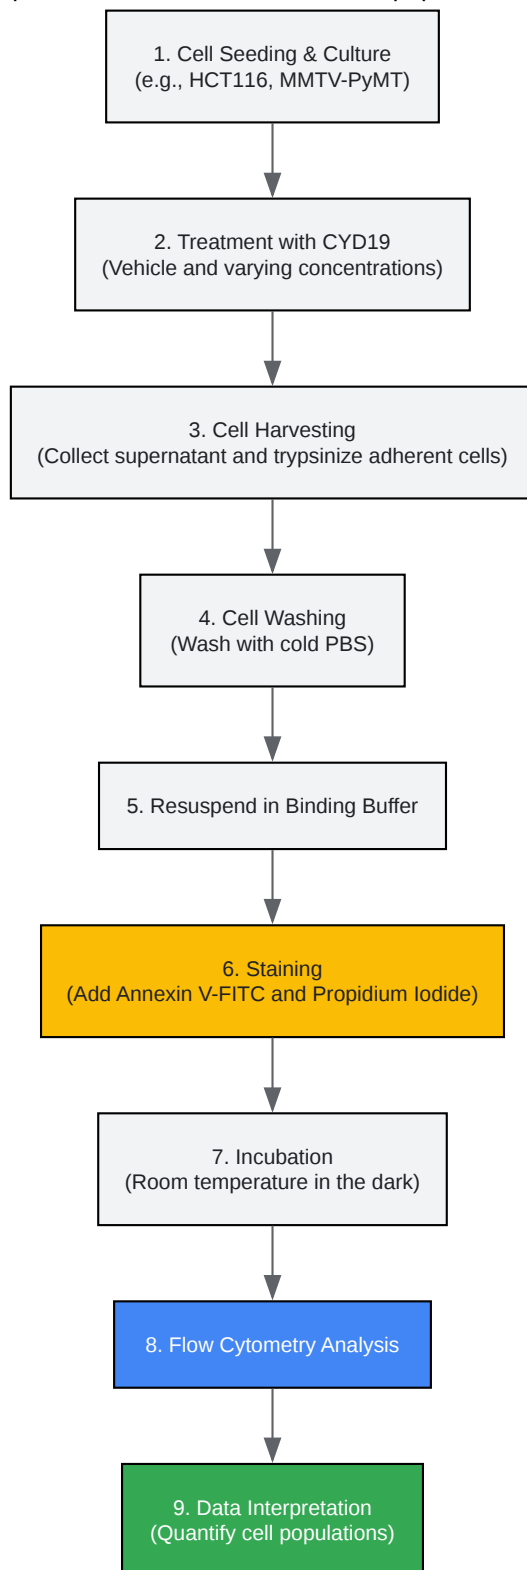 1. Cell Seeding & Culture
(e.g., HCT116, MMTV-PyMT)
2. Treatment with CYD19
(Vehicle and varying concentrations)
3. Cell Harvesting
(Collect supernatant and trypsinize adherent cells)
4. Cell Washing
(Wash with cold PBS)
5. Resuspend in Binding Buffer
6. Staining
(Add Annexin V-FITC and Propidium Iodide)
7. Incubation
(Room temperature in the dark)
8. Flow Cytometry Analysis
9. Data Interpretation
(Quantify cell populations)